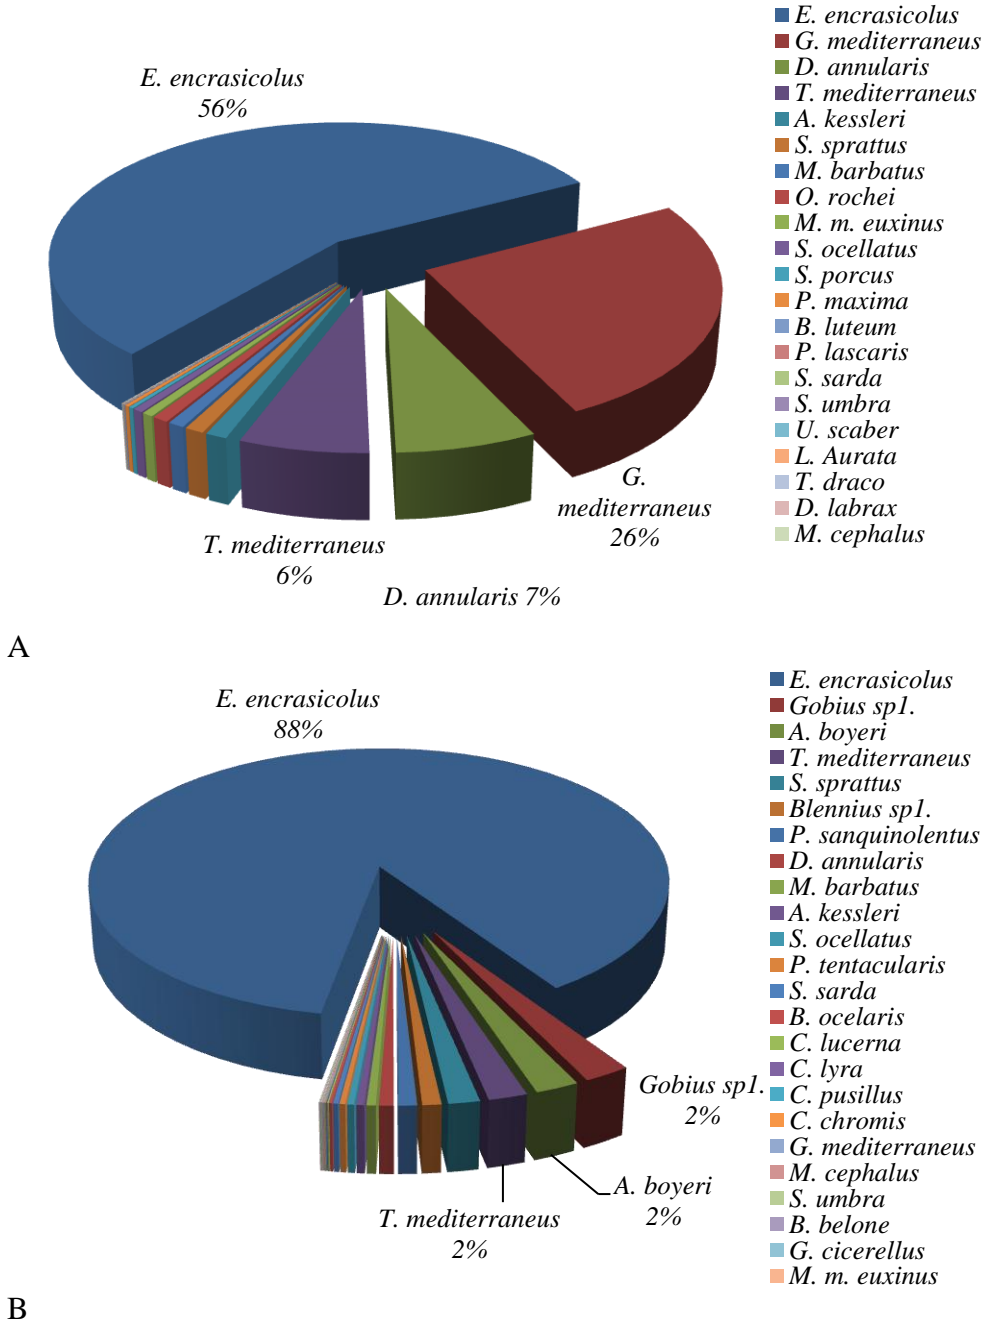 E. encrasicolus
56%
G.
mediterraneus
26%
T. mediterraneus
6%
D. annularis 7%
E. encrasicolus
G. mediterraneus
D. annularis
T. mediterraneus
A. kessleri
S. sprattus
M. barbatus
O. rochei
M. m. euxinus
S. ocellatus
S. porcus
P. maxima
B. luteum
P. lascaris
S. sarda
S. umbra
U. scaber
L. Aurata
T. draco
D. labrax
M. cephalus
A
E. encrasicolus
88%
Gobius sp1.
2%
A. boyeri
2%
T. mediterraneus
2%
E. encrasicolus
Gobius sp1.
A. boyeri
T. mediterraneus
S. sprattus
Blennius sp1.
P. sanquinolentus
D. annularis
M. barbatus
A. kessleri
S. ocellatus
P. tentacularis
S. sarda
B. ocelaris
C. lucerna
C. lyra
C. pusillus
C. chromis
G. mediterraneus
M. cephalus
S. umbra
B. belone
G. cicerellus
M. m. euxinus
B